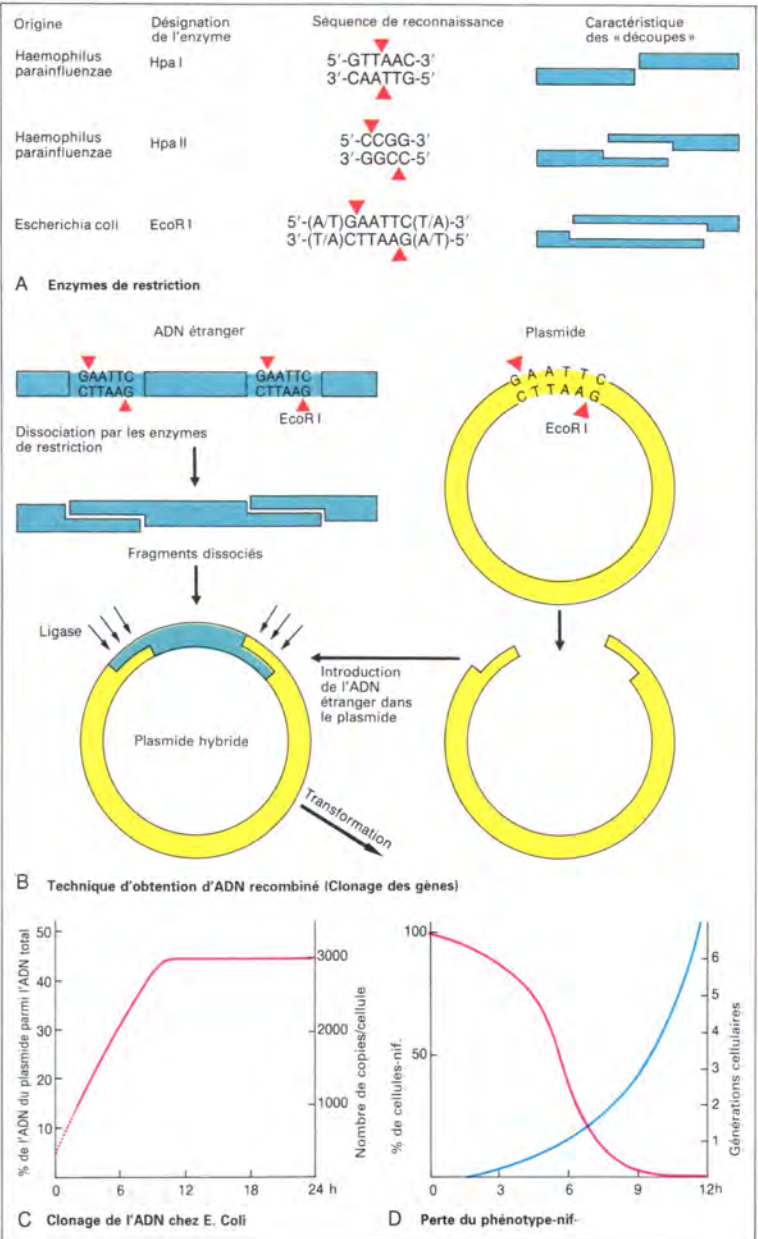 Origine
Désignation
de l'enzyme
Séquence de reconnaissance
Caractéristique
des «découpes»
Haemophilus
parainfluenzae
Hpa I
5'-GTTAAC-3'
3'-CAATTG-5'
Haemophilus
parainfluenzae
Hpa II
5'-CCGG-3'
3'-GGCC-5'
Escherichia coli
EcoR I
5'-(A/T)GAATTC(T/A)-3'
3'-(T/A)CTTAAG(A/T)-5'
A Enzymes de restriction
ADN étranger
GAATTC
CTTAAG
GAATTC
CTTAAG
EcoR I
Dissociation par les enzymes
de restriction
Fragments dissociés
Plasmide
GAATTC
CTTAAG
EcoR I
Ligase
Introduction
de l'ADN
étranger dans
le plasmide
Plasmide hybride
Transformation
B Technique d'obtention d'ADN recombiné (Clonage des gènes)
% de l'ADN du plasmide parmi l'ADN total
50
40
30
20
10
3000
2000
1000
Nombre de copies/cellule
0 6 12 18 24 h
C Clonage de l'ADN chez E. Coli
% de cellules-nif.
100
50
6
5
4
3
2
1
Générations cellulaires
0 3 6 9 12h
D Perte du phénotype-nif-